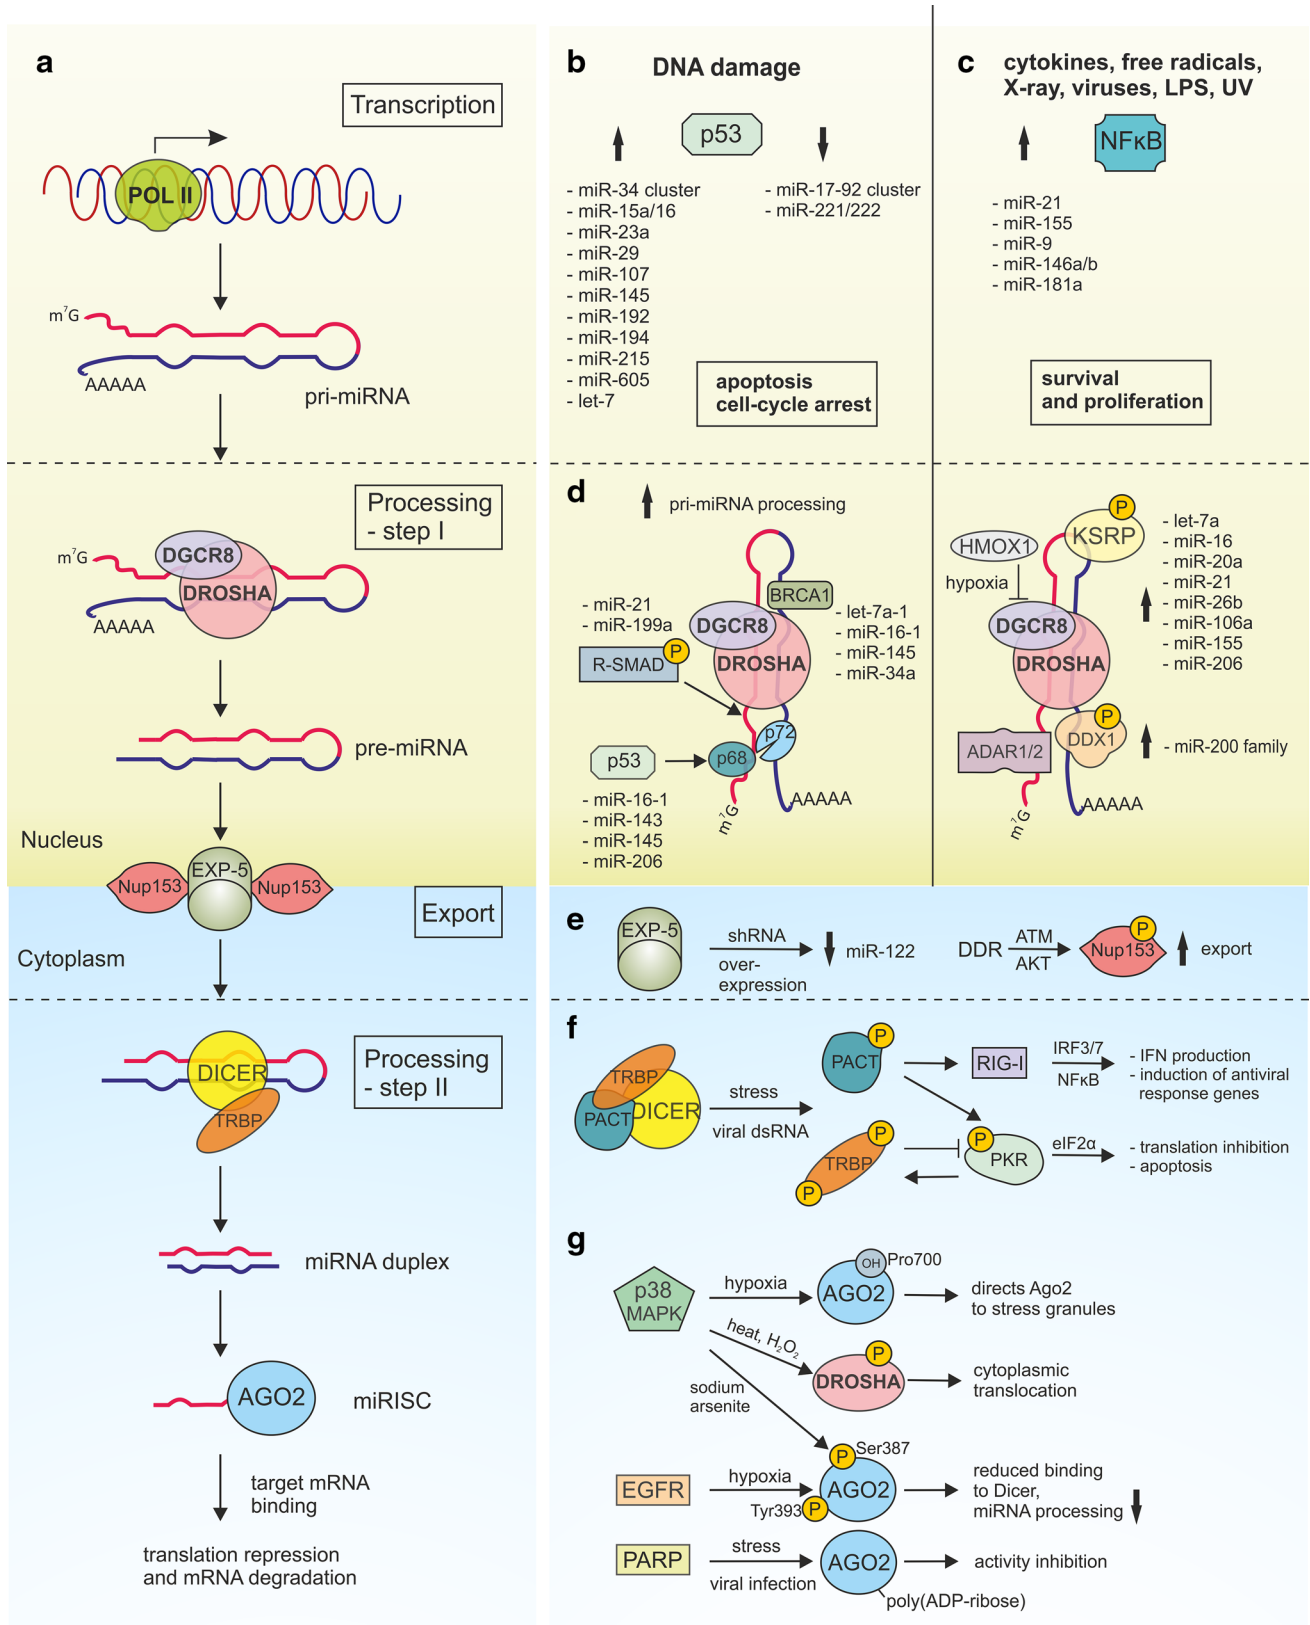 a
Transcription
POL II
m⁷G
AAAAA
pri-miRNA
Processing
- step I
m⁷G
DGCR8
DROSHA
AAAAA
pre-miRNA
Nucleus
Nup153
EXP-5
Nup153
Export
Cytoplasm
DICER
TRBP
Processing
- step II
miRNA duplex
AGO2
miRISC
target mRNA
binding
translation repression
and mRNA degradation
b
DNA damage
p53
- miR-34 cluster
- miR-15a/16
- miR-23a
- miR-29
- miR-107
- miR-145
- miR-192
- miR-194
- miR-215
- miR-605
- let-7
- miR-17-92 cluster
- miR-221/222
apoptosis
cell-cycle arrest
c
cytokines, free radicals,
X-ray, viruses, LPS, UV
NFκB
- miR-21
- miR-155
- miR-9
- miR-146a/b
- miR-181a
survival
and proliferation
d
pri-miRNA processing
- miR-21
- miR-199a
R-SMAD
P
BRCA1
DGCR8
DROSHA
- let-7a-1
- miR-16-1
- miR-145
- miR-34a
p53
p68
p72
- miR-16-1
- miR-143
- miR-145
- miR-206
m⁷G
AAAAA
HMOX1
hypoxia
P
KSRP
DGCR8
DROSHA
- let-7a
- miR-16
- miR-20a
- miR-21
- miR-26b
- miR-106a
- miR-155
- miR-206
ADAR1/2
P
DDX1
- miR-200 family
m⁷G
AAAAA
e
EXP-5
shRNA
over-
expression
miR-122
DDR
ATM
AKT
P
Nup153
export
f
TRBP
PACT
DICER
stress
viral dsRNA
P
PACT
RIG-I
IRF3/7
NFκB
- IFN production
- induction of antiviral
response genes
P
TRBP
P
P
PKR
eIF2α
- translation inhibition
- apoptosis
g
p38
MAPK
hypoxia
OH
Pro700
AGO2
directs Ago2
to stress granules
heat, H₂O₂
P
DROSHA
cytoplasmic
translocation
sodium
arsenite
EGFR
hypoxia
P
Ser387
AGO2
Tyr393
P
reduced binding
to Dicer,
miRNA processing
PARP
stress
viral infection
AGO2
poly(ADP-ribose)
activity inhibition